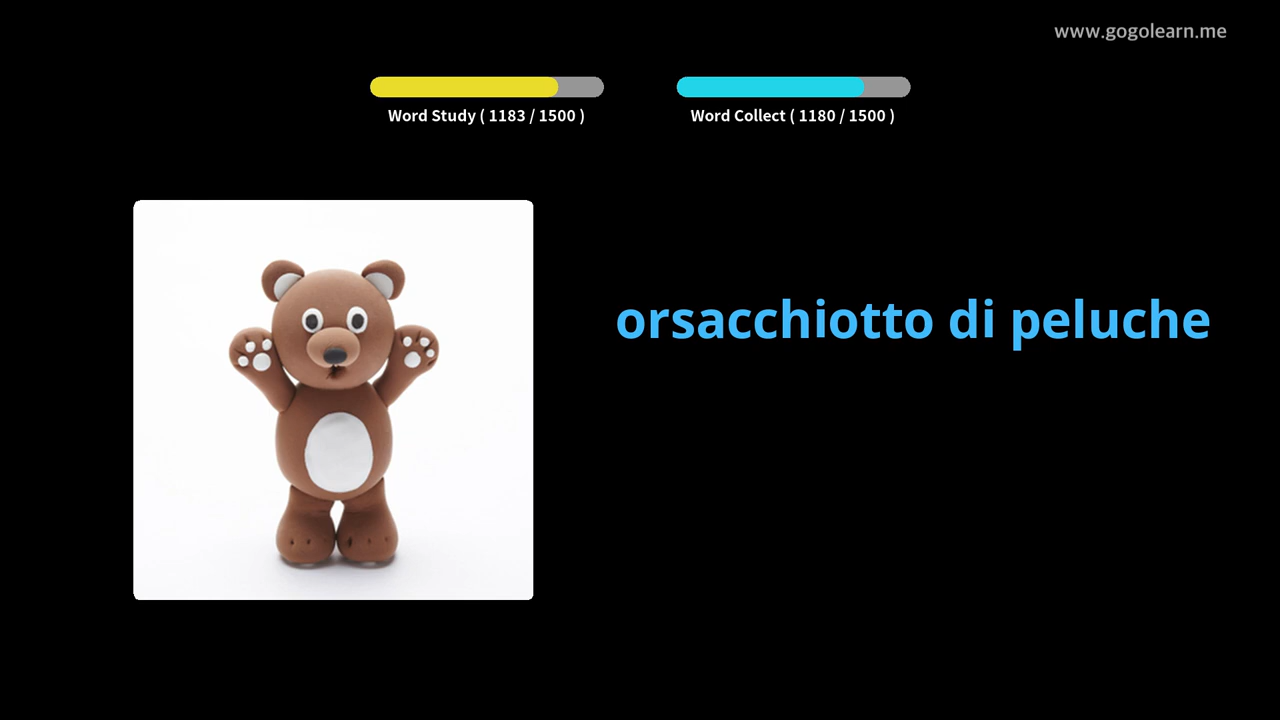 www.gogolearn.me
Word Study ( 1183 / 1500 )
Word Collect ( 1180 / 1500 )
orsacchiotto di peluche